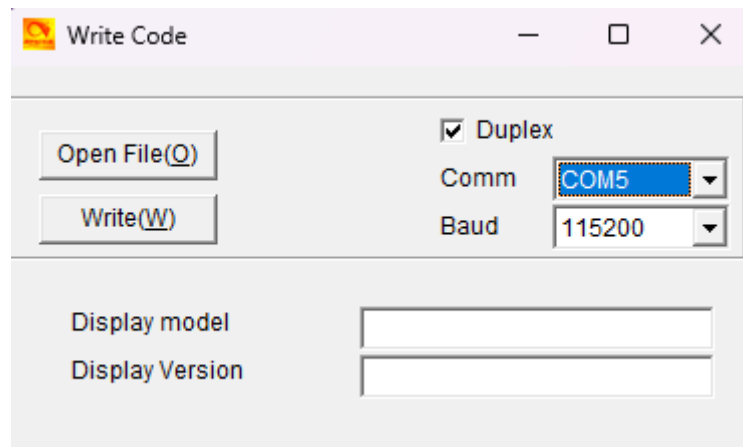 Write Code
Duplex
Open File(O)
Comm COM5
Write(W)
Baud 115200
Display model
Display Version